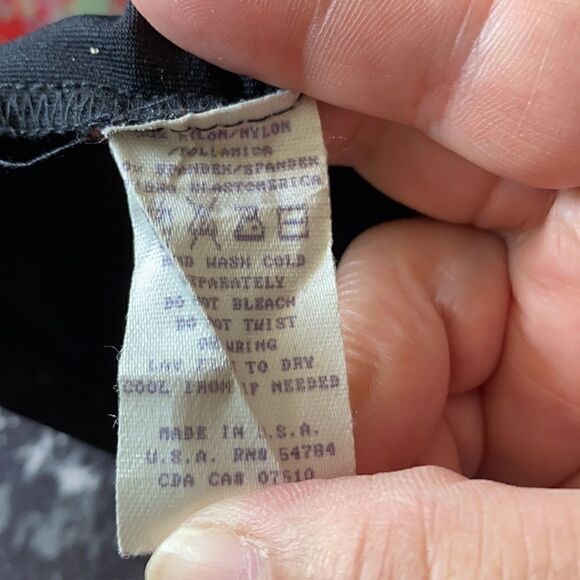 NYLON/NYLON
SPANDEX/SPANDEX
FIBRA ELASTOMERICA
HAND WASH COLD
SEPARATELY
DO NOT BLEACH
DO NOT TWIST
OR WRING
LAY FLAT TO DRY
COOL IRON IF NEEDED
MADE IN U.S.A.
U.S.A. RN# 54784
CDA CA# 07510